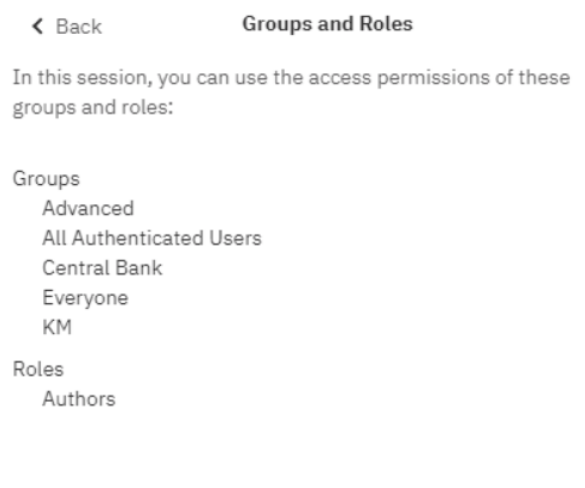 Back
Groups and Roles
In this session, you can use the access permissions of these
groups and roles:
Groups
Advanced
All Authenticated Users
Central Bank
Everyone
KM
Roles
Authors